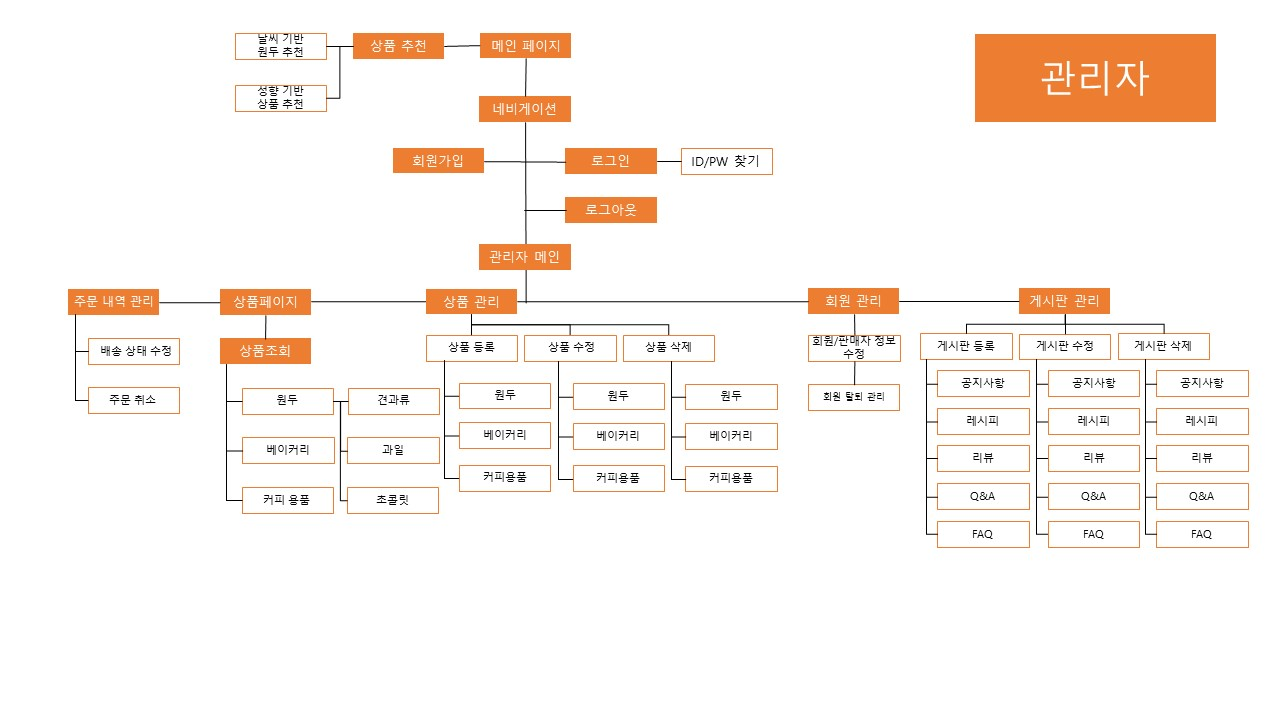 날씨 기반
원두 추천
상품 추천
메인 페이지
관리자
성향 기반
상품 추천
네비게이션
회원가입
로그인
ID/PW 찾기
로그아웃
관리자 메인
주문 내역 관리
상품페이지
상품 관리
회원 관리
게시판 관리
배송 상태 수정
상품조회
상품 등록
상품 수정
상품 삭제
회원/판매자 정보
수정
게시판 등록
게시판 수정
게시판 삭제
주문 취소
원두
견과류
원두
원두
원두
회원 탈퇴 관리
공지사항
공지사항
공지사항
베이커리
과일
베이커리
베이커리
베이커리
레시피
레시피
레시피
커피 용품
초콜릿
커피용품
커피용품
커피용품
리뷰
리뷰
리뷰
Q&A
Q&A
Q&A
FAQ
FAQ
FAQ